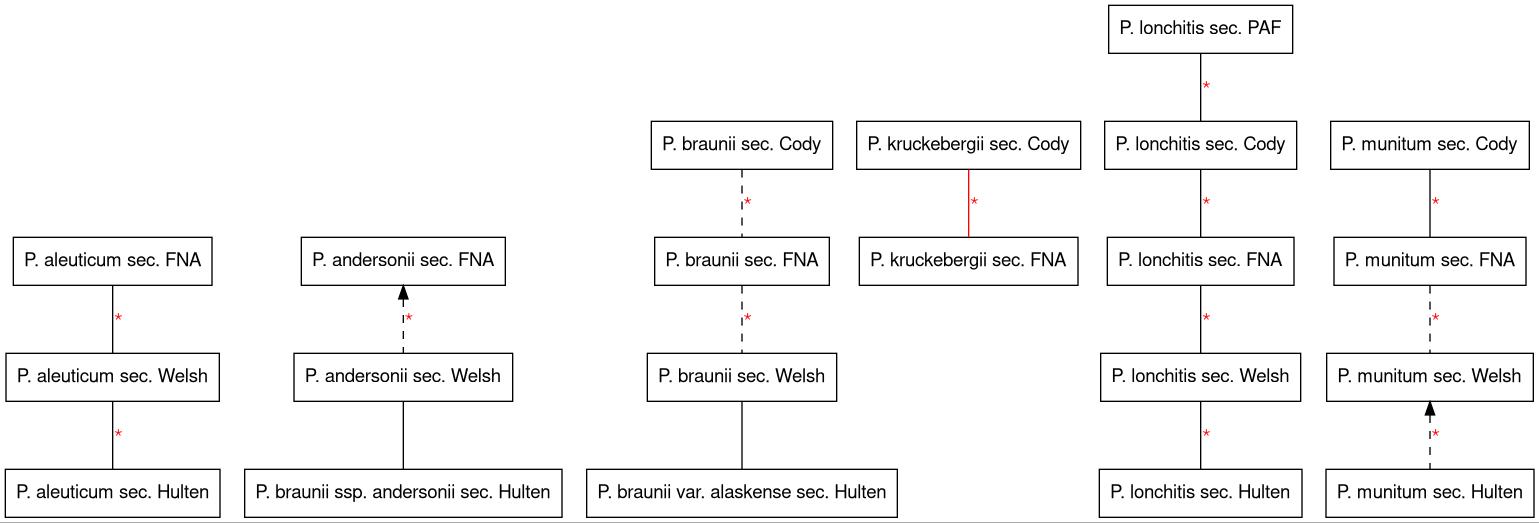 P. lonchitis sec. PAF
*
P. braunii sec. Cody
P. kruckebergii sec. Cody
P. lonchitis sec. Cody
P. munitum sec. Cody
*
*
*
*
P. aleuticum sec. FNA
P. andersonii sec. FNA
P. braunii sec. FNA
P. kruckebergii sec. FNA
P. lonchitis sec. FNA
P. munitum sec. FNA
*
*
*
*
*
P. aleuticum sec. Welsh
P. andersonii sec. Welsh
P. braunii sec. Welsh
P. lonchitis sec. Welsh
P. munitum sec. Welsh
*
*
*
P. aleuticum sec. Hulten
P. braunii ssp. andersonii sec. Hulten
P. braunii var. alaskense sec. Hulten
P. lonchitis sec. Hulten
P. munitum sec. Hulten